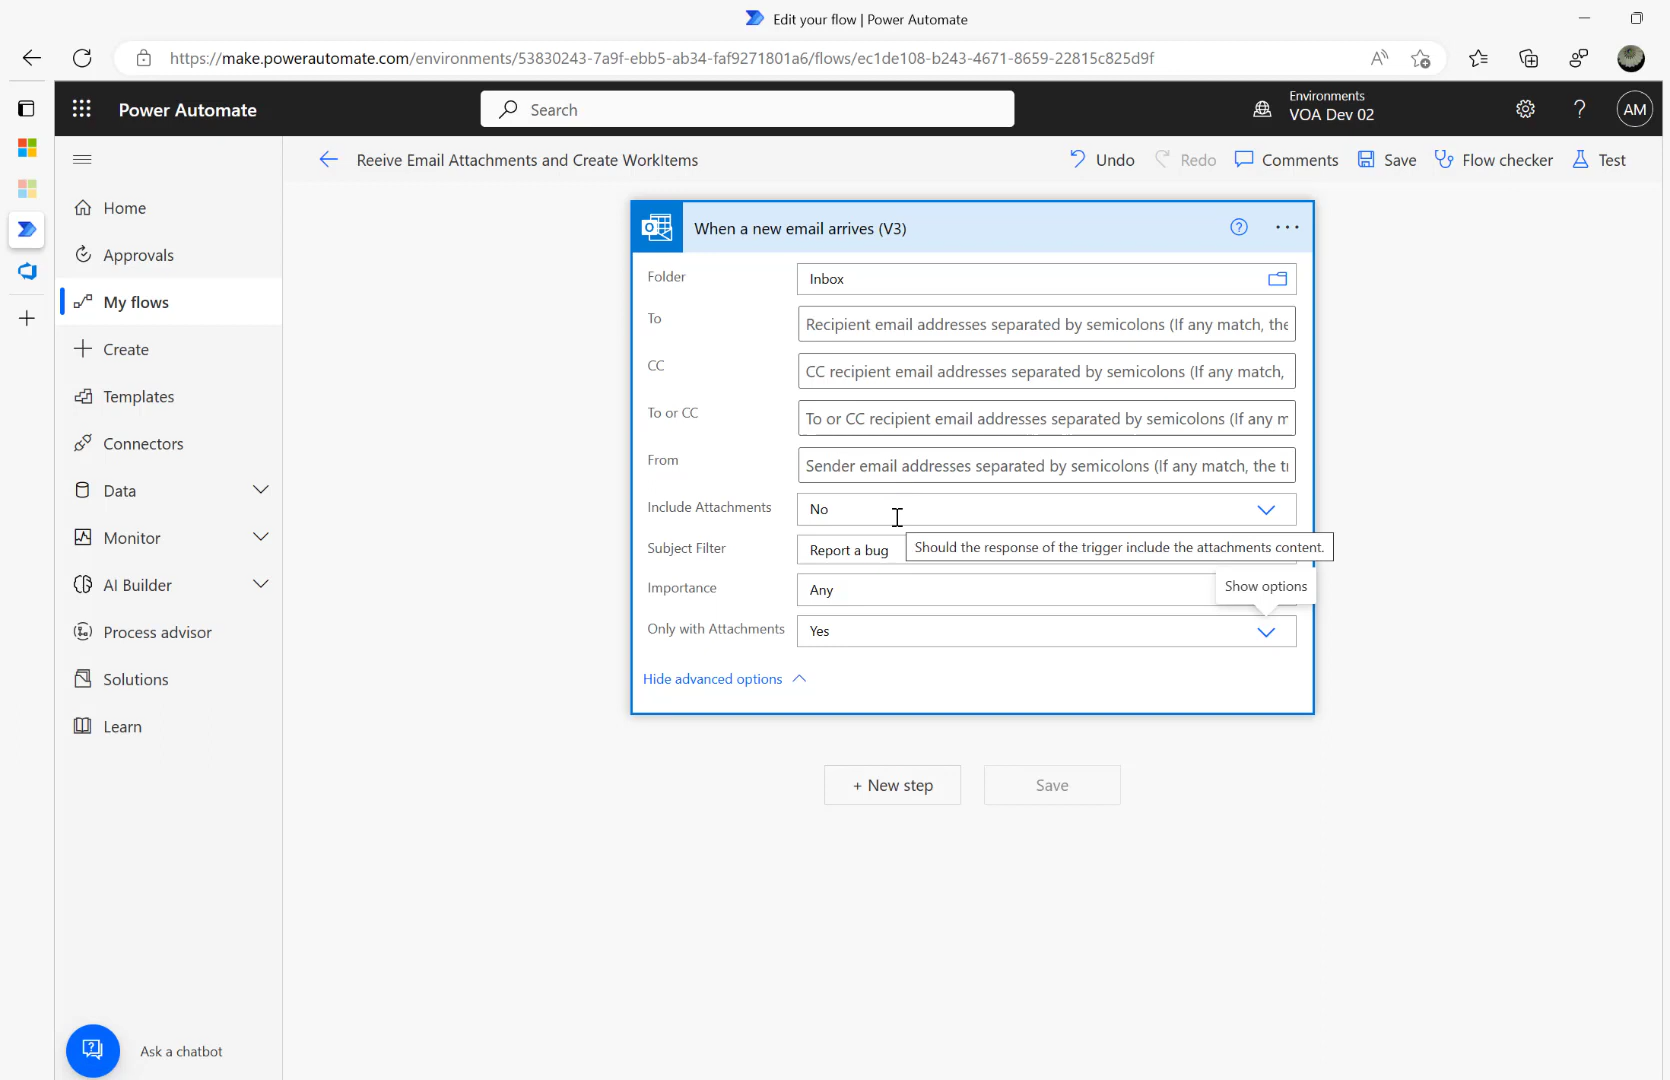 Edit your flow | Power Automate
https://make.powerautomate.com/environments/53830243-7a9f-ebb5-ab34-faf9271801a6/flows/ec1de108-b243-4671-8659-22815c825d9f
Power Automate
Search
Environments
VOA Dev 02
AM
Reeive Email Attachments and Create WorkItems
Undo
Redo
Comments
Save
Flow checker
Test
Home
Approvals
My flows
Create
Templates
Connectors
Data
Monitor
AI Builder
Process advisor
Solutions
Learn
Ask a chatbot
When a new email arrives (V3)
Folder
Inbox
To
Recipient email addresses separated by semicolons (If any match, the
CC
CC recipient email addresses separated by semicolons (If any match,
To or CC
To or CC recipient email addresses separated by semicolons (If any m
From
Sender email addresses separated by semicolons (If any match, the t
Include Attachments
No
Should the response of the trigger include the attachments content.
Subject Filter
Report a bug
Show options
Importance
Any
Only with Attachments
Yes
Hide advanced options
+ New step
Save